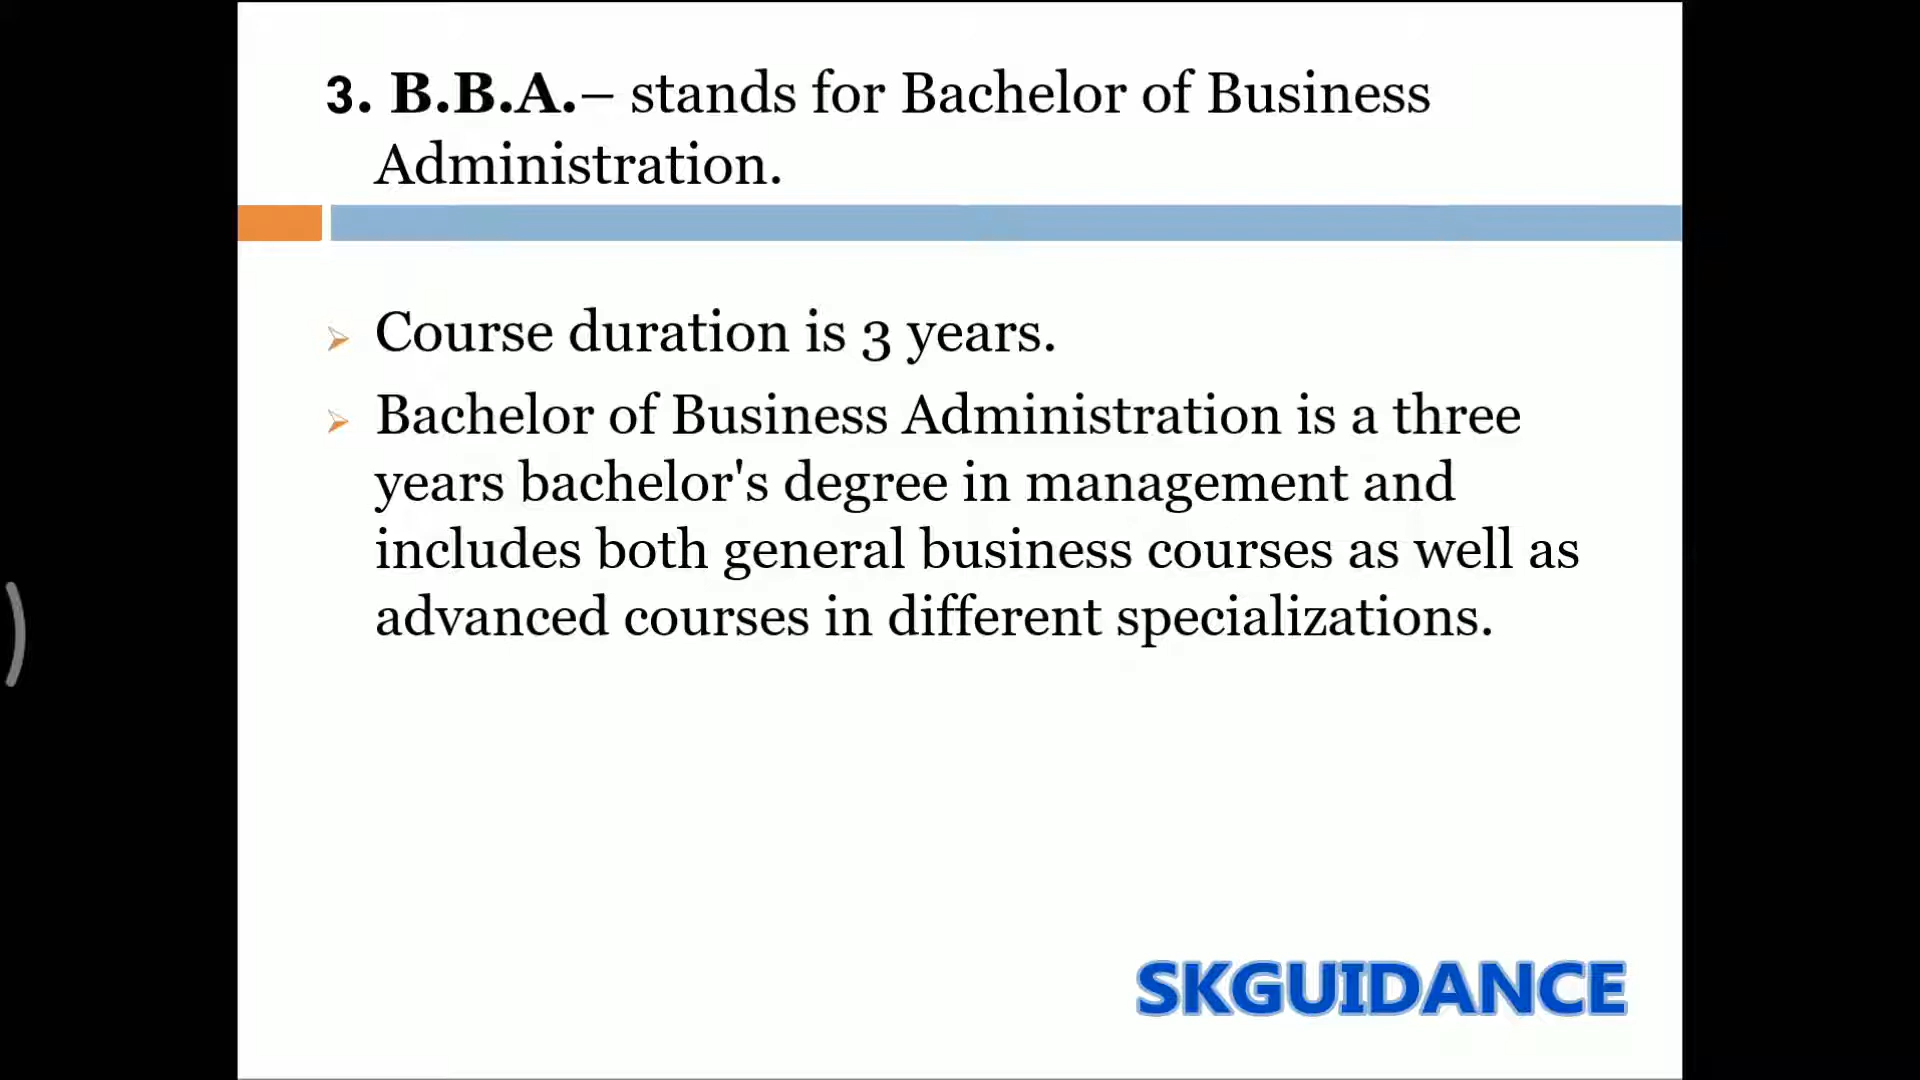 3. B.B.A.– stands for Bachelor of Business
Administration.
Course duration is 3 years.
Bachelor of Business Administration is a three
years bachelor's degree in management and
includes both general business courses as well as
advanced courses in different specializations.
SKGUIDANCE